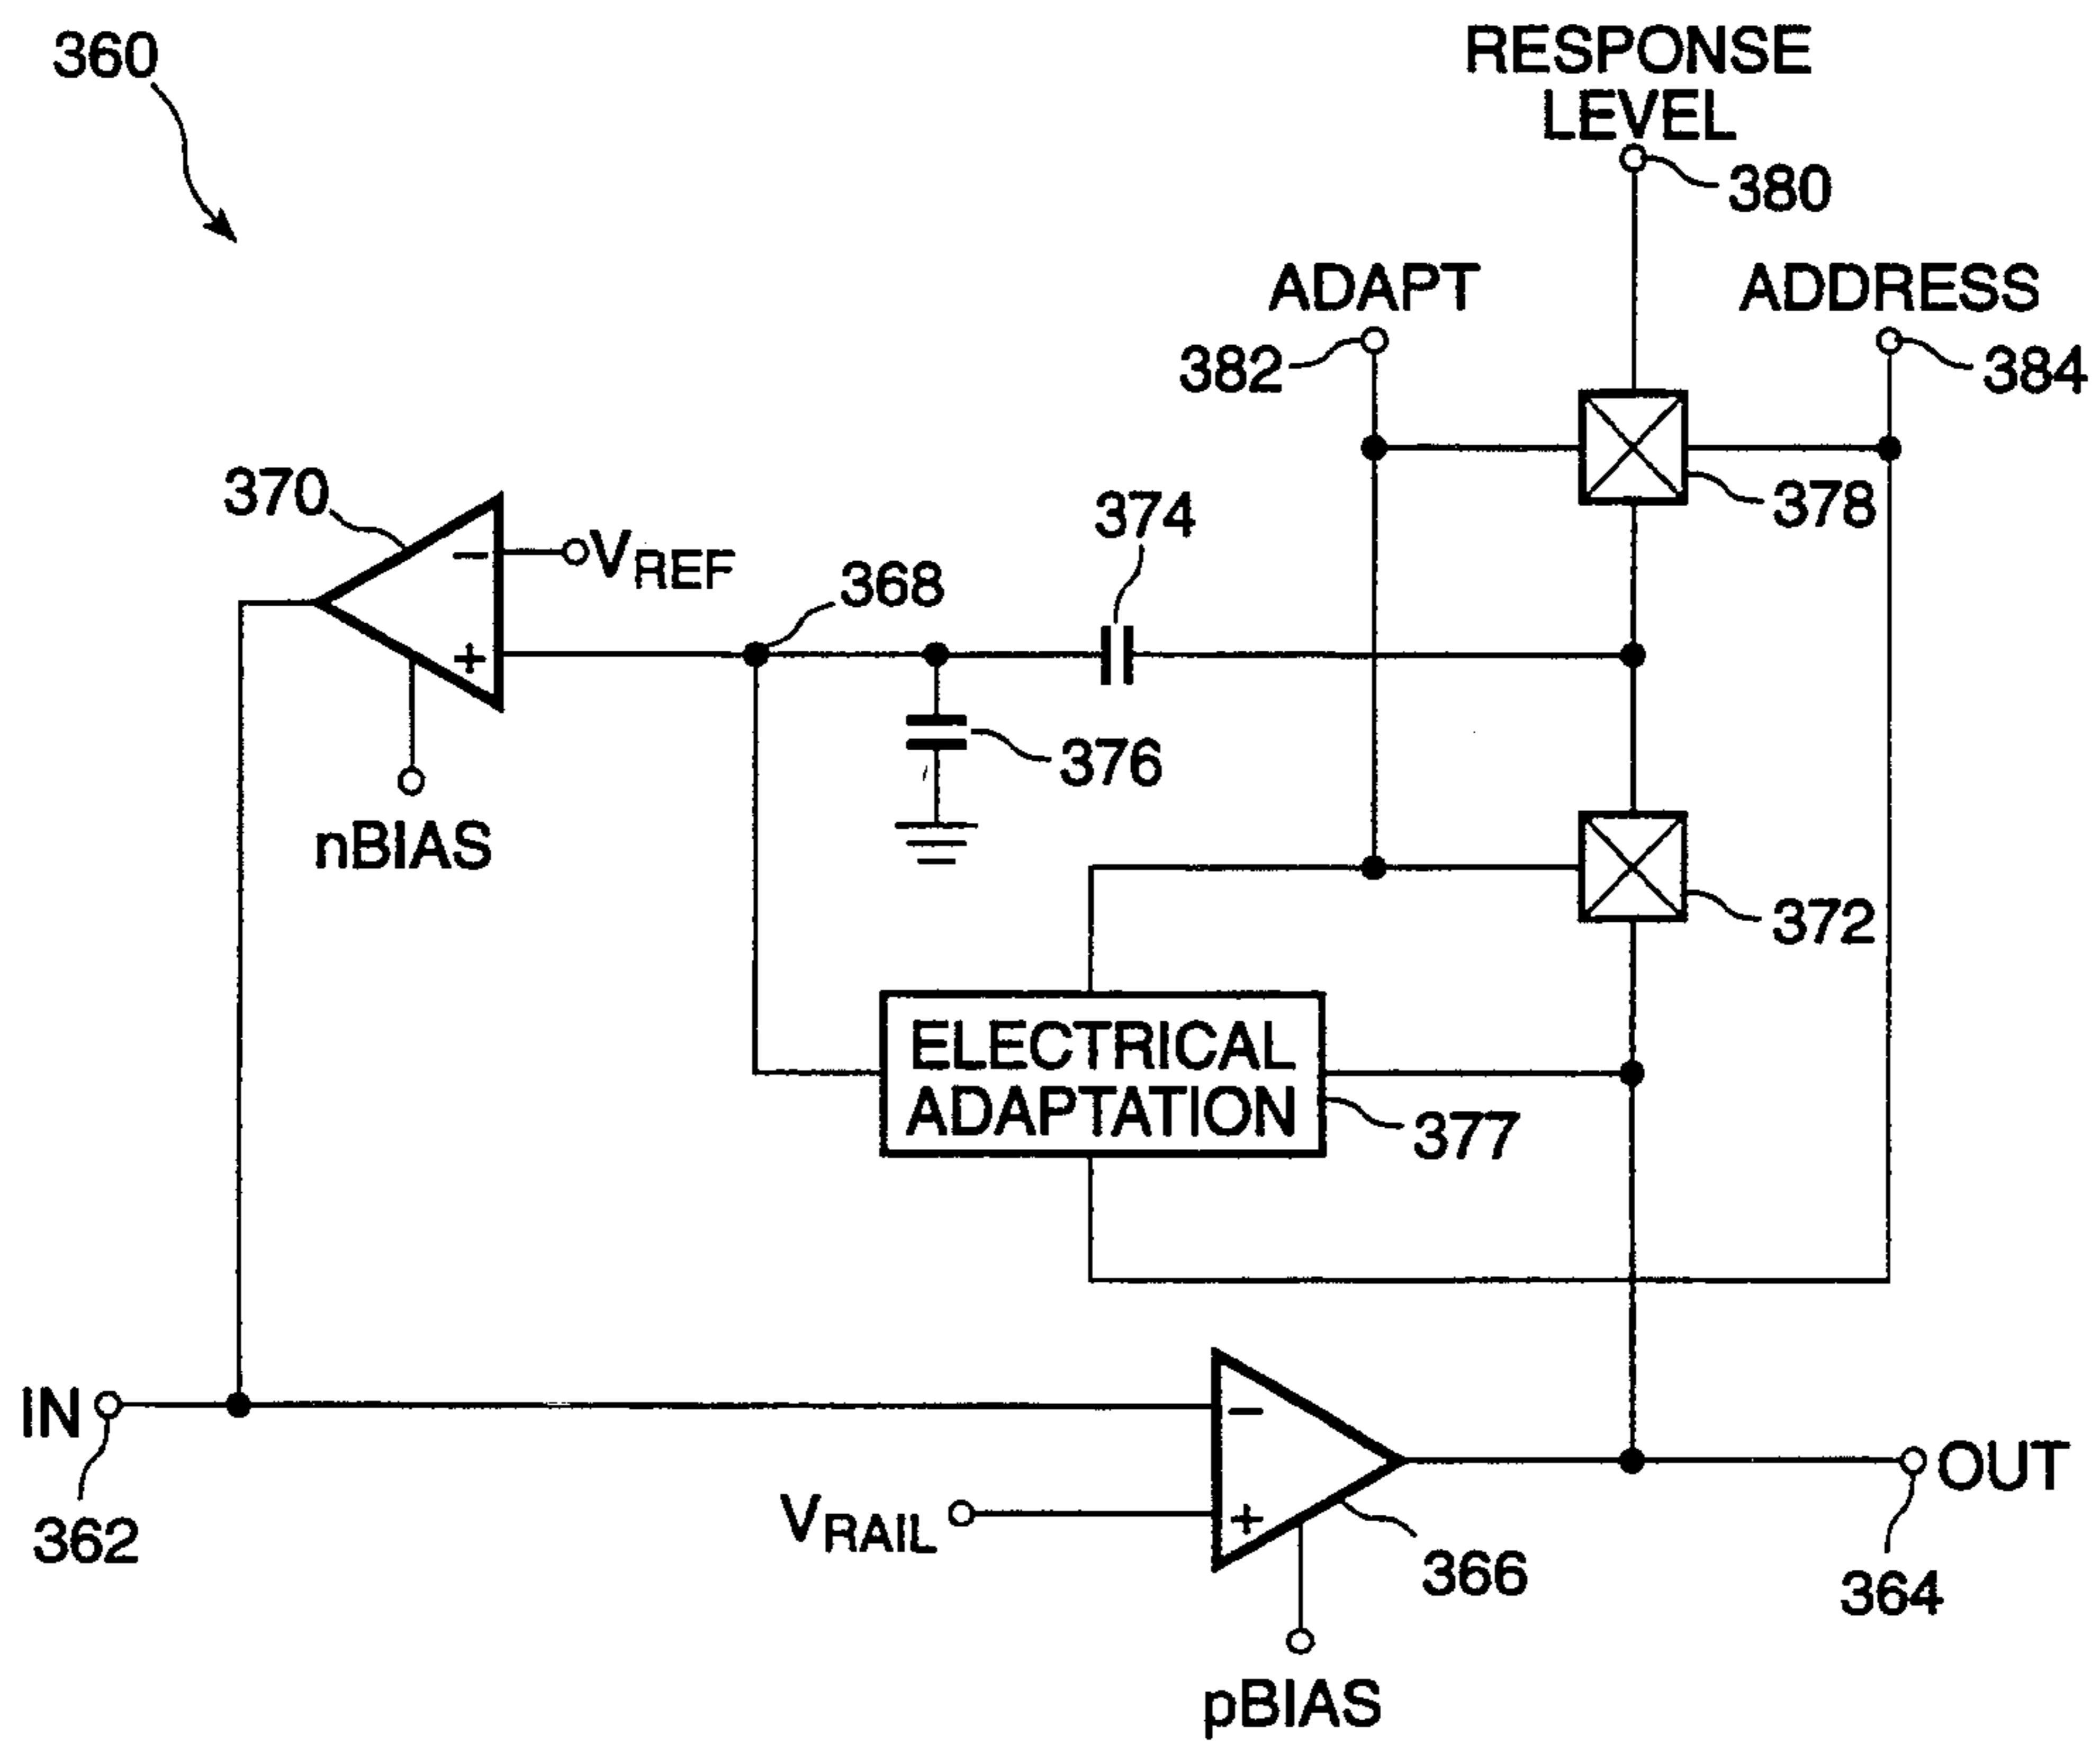 360
RESPONSE
LEVEL
380
ADAPT
ADDRESS
382
384
370
374
378
VREF
368
−
+
376
nBIAS
372
ELECTRICAL
ADAPTATION
377
IN
−
OUT
VRAIL
+
362
366
364
pBIAS